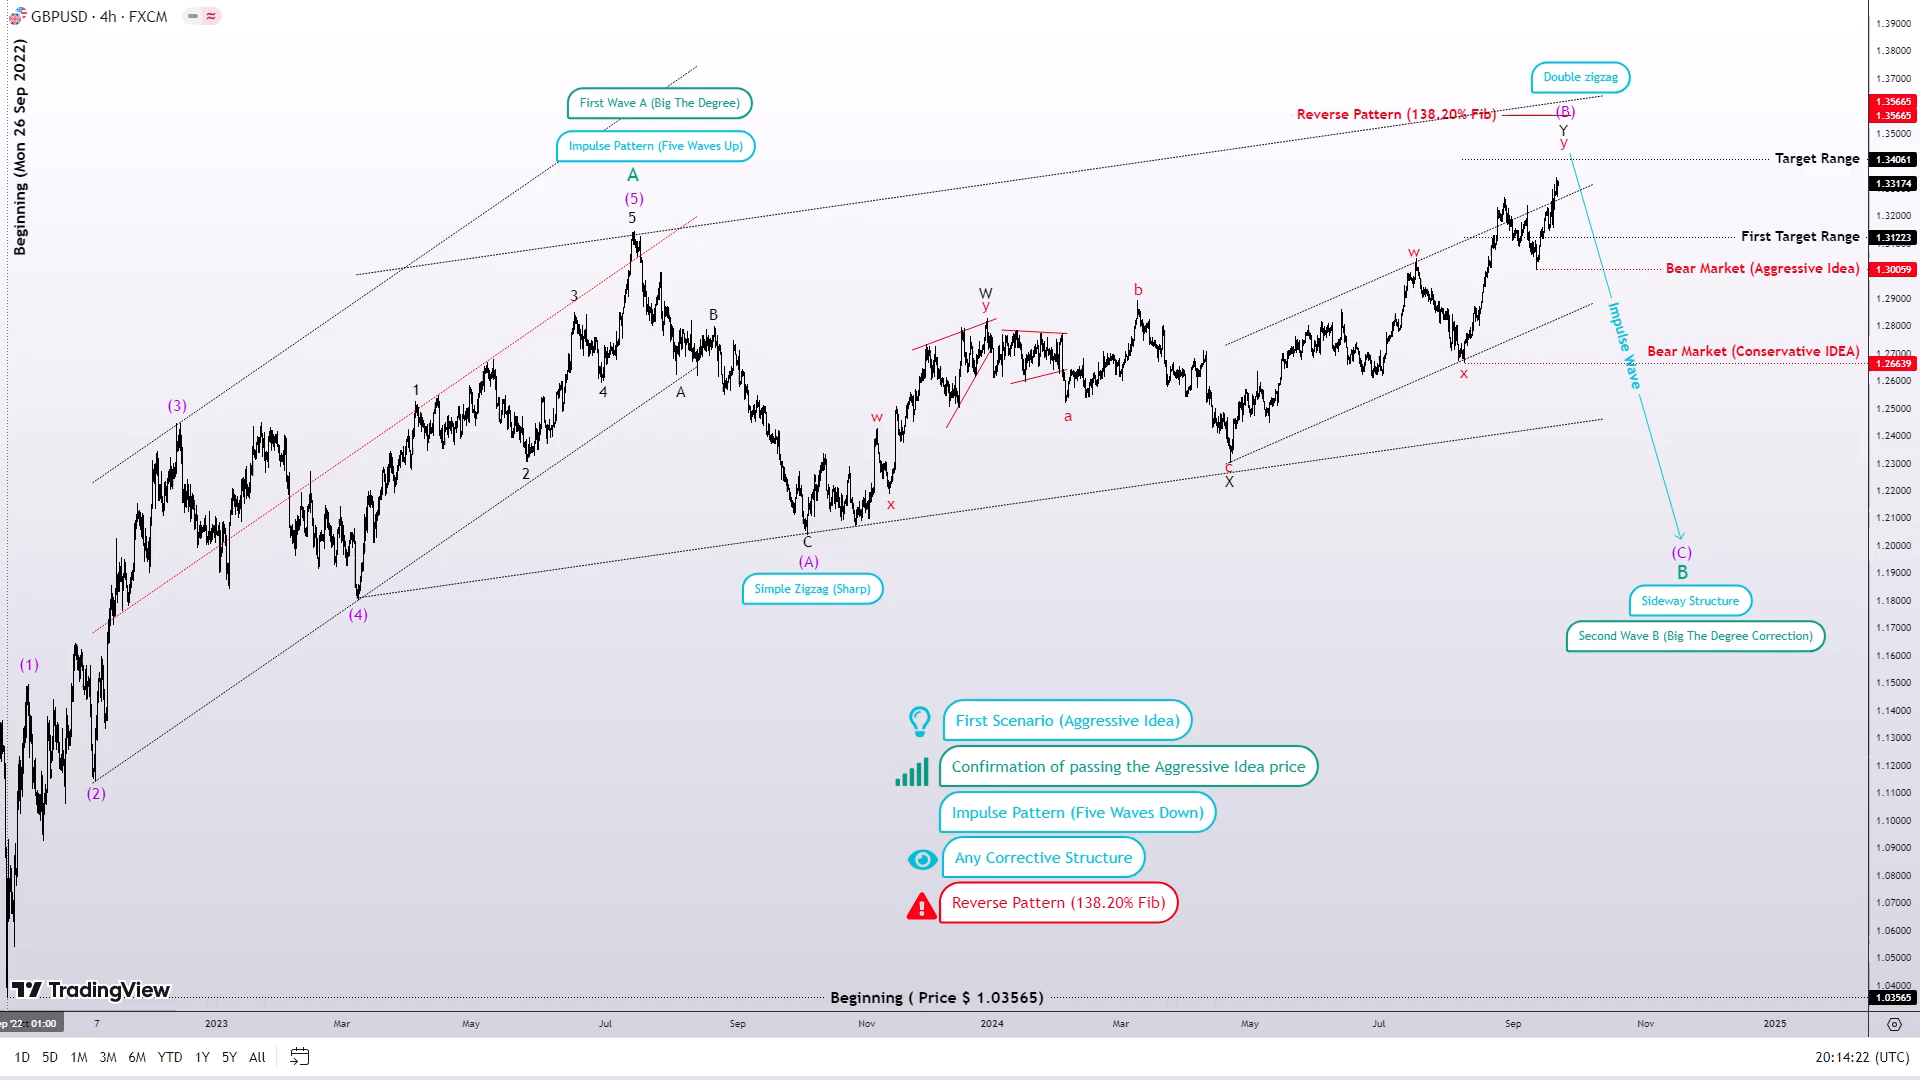 GBPUSD · 4h · FXCM
Beginning (Mon 26 Sep 2022)
1.39000
1.38000
Double zigzag
1.37000
First Wave A (Big The Degree)
1.35665
Reverse Pattern (138.20% Fib)
(B)
1.35665
Y
1.35000
Impulse Pattern (Five Waves Up)
y
Target Range
1.34061
A
1.33174
(5)
5
1.32000
First Target Range
1.31223
w
Bear Market (Aggressive Idea)
1.30059
W
b
3
y
1.29000
B
1.28000
Impulse Wave
Bear Market (Conservative IDEA)
1.27000
1.26639
x
1.26000
1
4
A
(3)
1.25000
w
a
1.24000
2
c
1.23000
X
1.22000
x
1.21000
C
1.20000
(A)
(C)
B
1.19000
Simple Zigzag (Sharp)
Sideway Structure
1.18000
(4)
1.17000
Second Wave B (Big The Degree Correction)
(1)
1.16000
1.15000
First Scenario (Aggressive Idea)
1.14000
1.13000
Confirmation of passing the Aggressive Idea price
1.12000
(2)
1.11000
Impulse Pattern (Five Waves Down)
1.10000
1.09000
Any Corrective Structure
1.08000
Reverse Pattern (138.20% Fib)
1.07000
1.06000
1.05000
TradingView
1.04000
Beginning ( Price $ 1.03565)
1.03565
'22 01:00
7
2023
Mar
May
Jul
Sep
Nov
2024
Mar
May
Jul
Sep
Nov
2025
1D 5D 1M 3M 6M YTD 1Y 5Y All
20:14:22 (UTC)